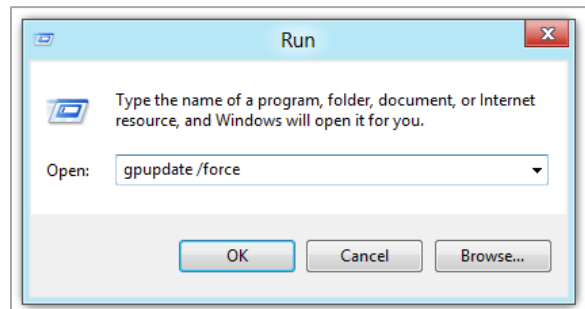 Run
Type the name of a program, folder, document, or Internet
resource, and Windows will open it for you.
Open: gpupdate /force
OK Cancel Browse...